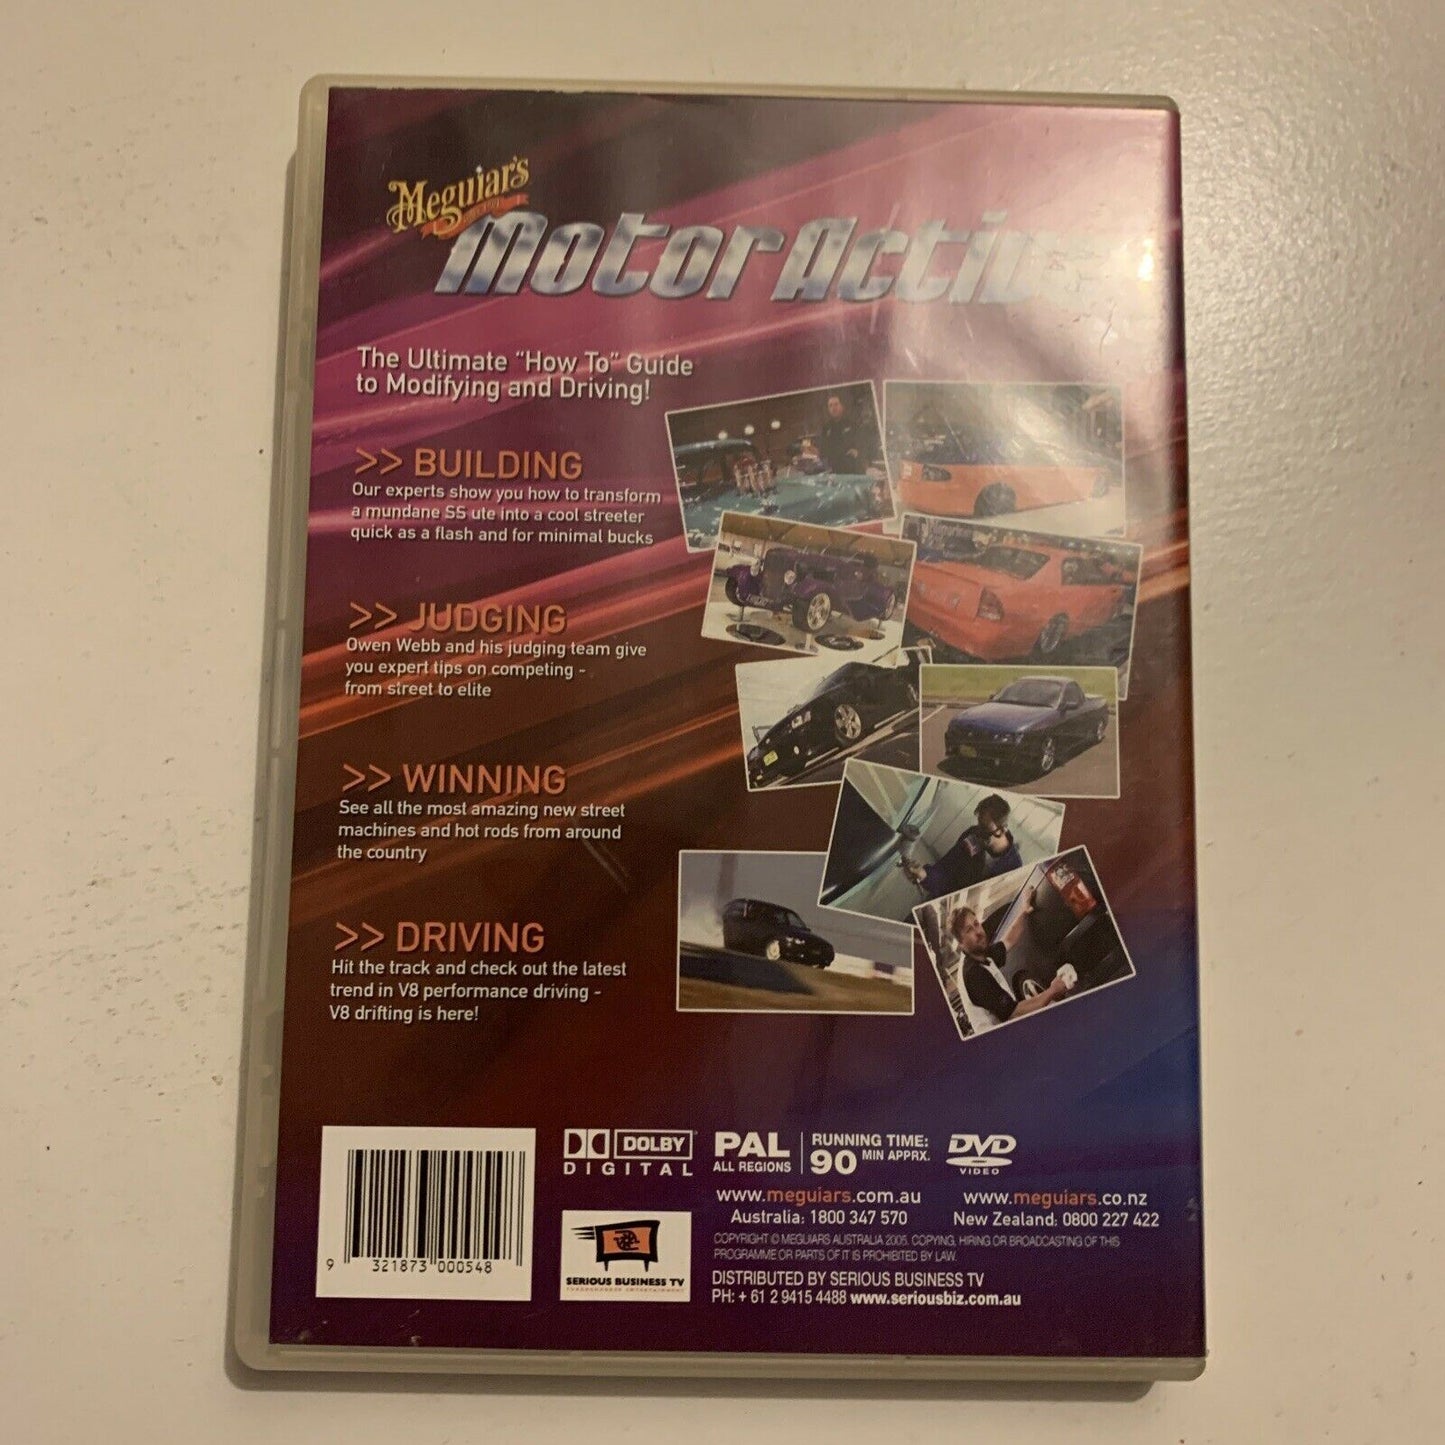 Meguiar's
Motor Active
The Ultimate "How To" Guide
to Modifying and Driving!
>> BUILDING
Our experts show you how to transform
a mundane SS ute into a cool streeter
quick as a flash and for minimal bucks
>> JUDGING
Owen Webb and his judging team give
you expert tips on competing -
from street to elite
>> WINNING
See all the most amazing new street
machines and hot rods from around
the country
>> DRIVING
Hit the track and check out the latest
trend in V8 performance driving -
V8 drifting is here!
9 321873 000548
DOLBY
DIGITAL
PAL
ALL REGIONS
RUNNING TIME:
90 MIN APPRX.
DVD
VIDEO
www.meguiars.com.au
Australia: 1800 347 570
www.meguiars.co.nz
New Zealand: 0800 227 422
COPYRIGHT © MEGUIARS AUSTRALIA 2005. COPYING, HIRING OR BROADCASTING OF THIS
PROGRAMME OR PARTS OF IT IS PROHIBITED BY LAW.
SERIOUS BUSINESS TV
DISTRIBUTED BY SERIOUS BUSINESS TV
PH: + 61 2 9415 4488 www.seriousbiz.com.au